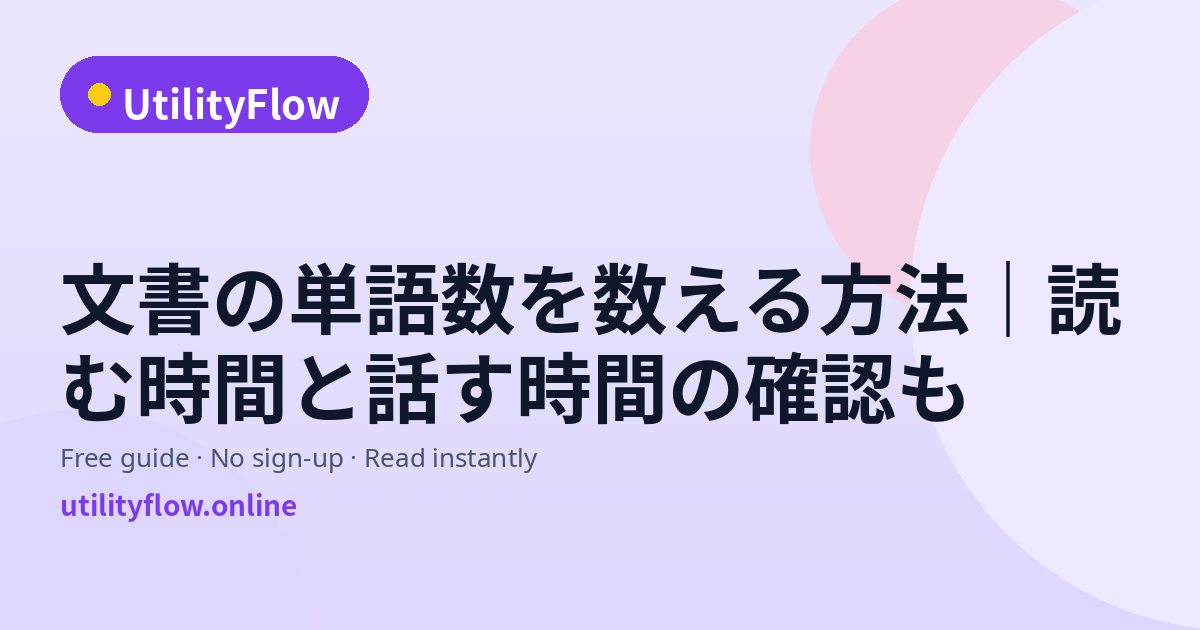 UtilityFlow
文書の単語数を数える方法｜読
む時間と話す時間の確認も
Free guide · No sign-up · Read instantly
utilityflow.online